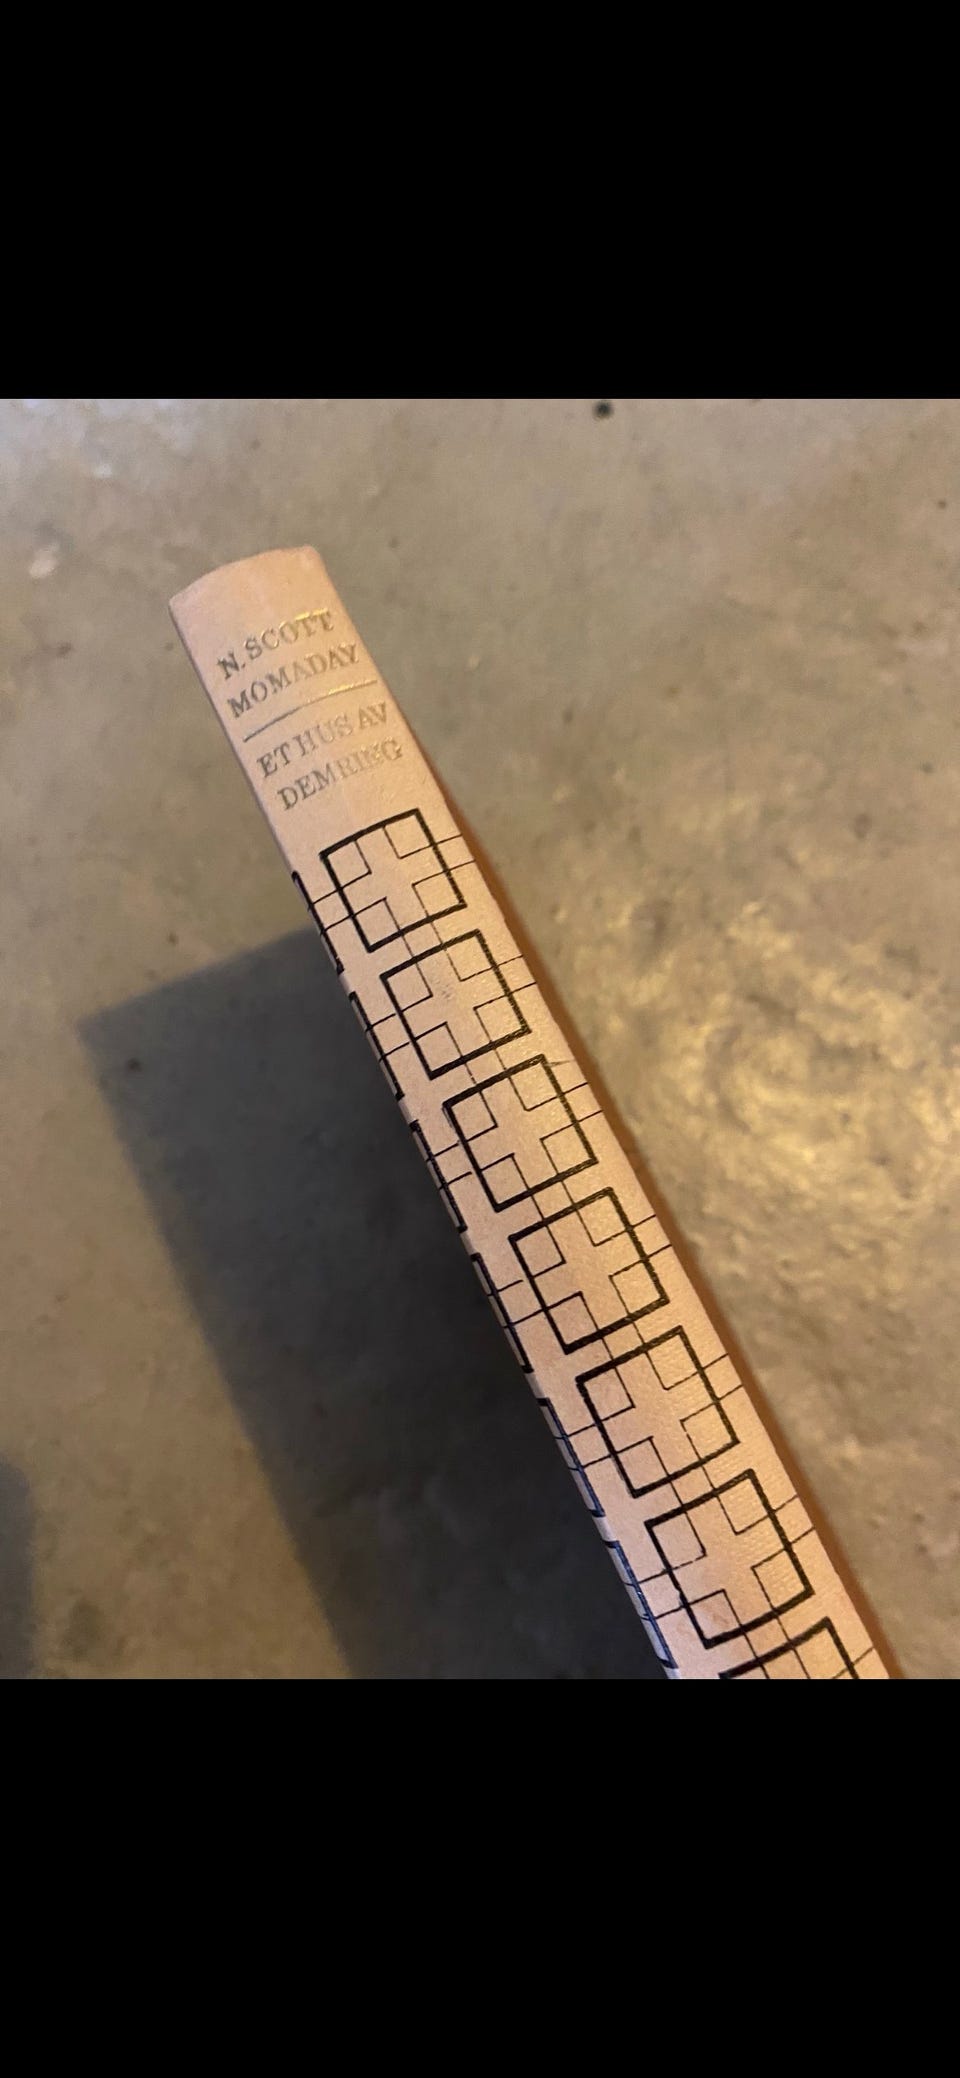 N. SCOTT
MOMADAY
ET HUS AV
DEMRING